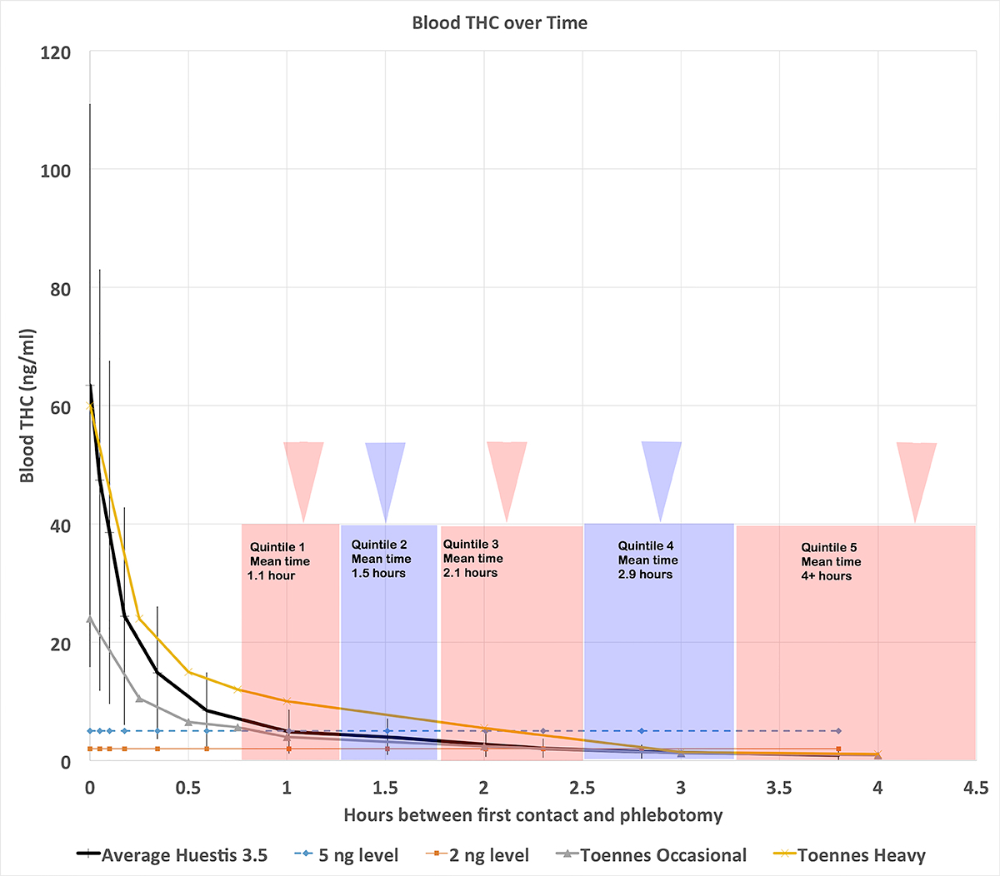 Blood THC over Time
120
100
80
60
40
20
0
Blood THC (ng/ml)
Quintile 1
Mean time
1.1 hour
Quintile 2
Mean time
1.5 hours
Quintile 3
Mean time
2.1 hours
Quintile 4
Mean time
2.9 hours
Quintile 5
Mean time
4+ hours
0 0.5 1 1.5 2 2.5 3 3.5 4 4.5
Hours between first contact and phlebotomy
Average Huestis 3.5 5 ng level 2 ng level Toennes Occasional Toennes Heavy